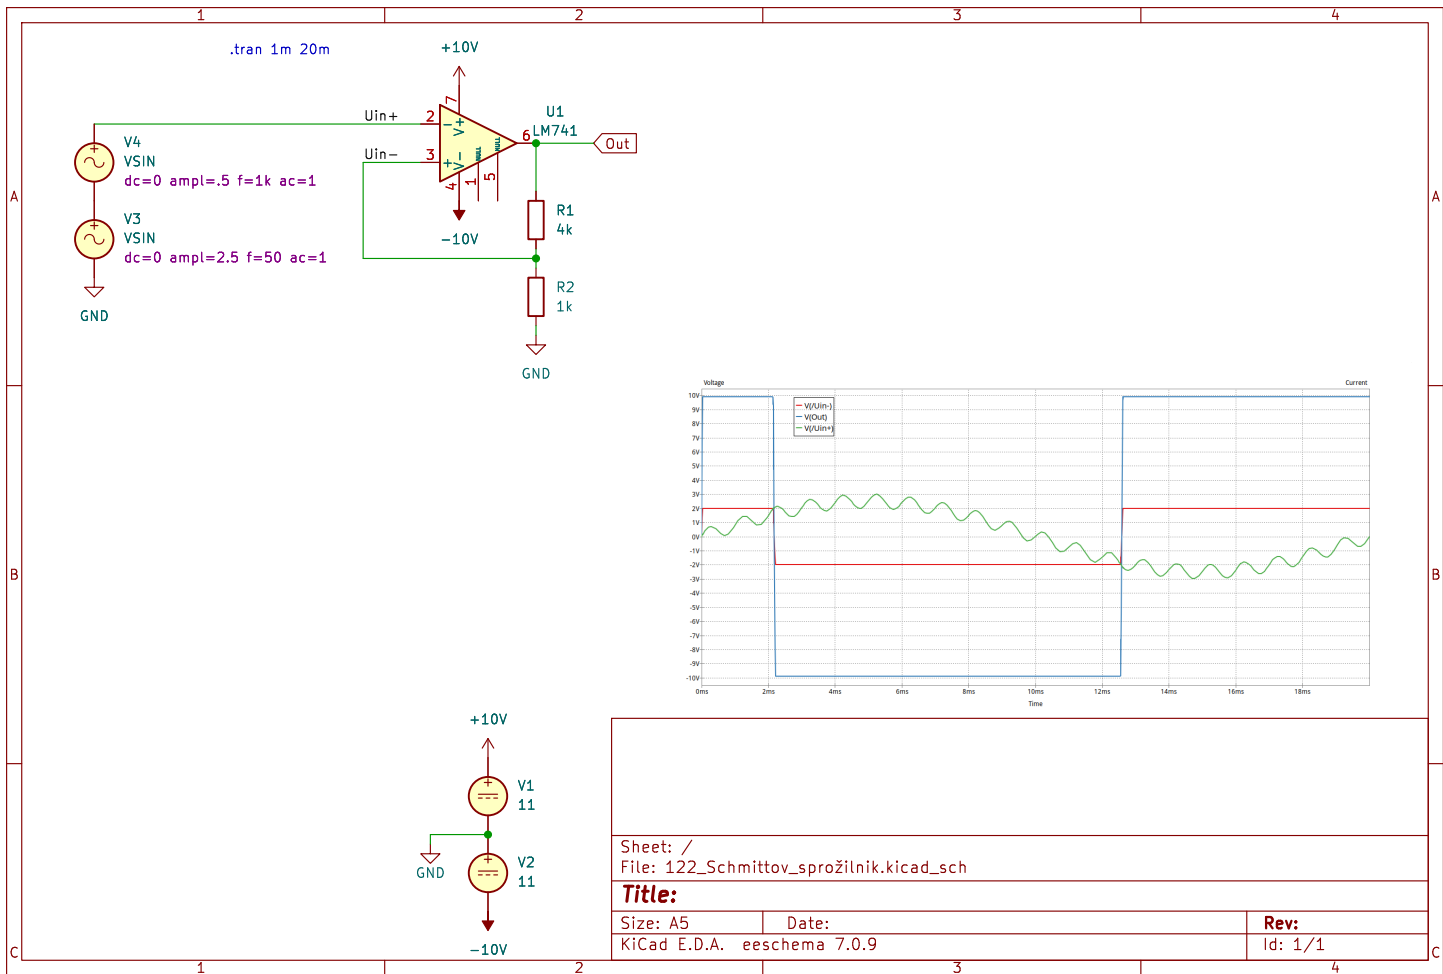 1 2 3 4
.tran 1m 20m
+10V
7
Uin+
2
U1
LM741
6
Out
V+
NULL
NULL
V-
Uin-
3
4
1
5
V4
VSIN
dc=0 ampl=.5 f=1k ac=1
A
A
V3
VSIN
dc=0 ampl=2.5 f=50 ac=1
R1
4k
-10V
R2
1k
GND
GND
Voltage
Current
10V
9V
8V
7V
6V
5V
4V
3V
2V
1V
0V
-1V
-2V
-3V
-4V
-5V
-6V
-7V
-8V
-9V
-10V
V(/Uin-)
V(Out)
V(/Uin+)
0ms 2ms 4ms 6ms 8ms 10ms 12ms 14ms 16ms 18ms
Time
B
B
+10V
V1
11
GND
V2
11
-10V
Sheet: /
File: 122_Schmittov_sprožilnik.kicad_sch
Title:
Size: A5 Date: Rev:
KiCad E.D.A. eeschema 7.0.9 Id: 1/1
C
C
1 2 3 4